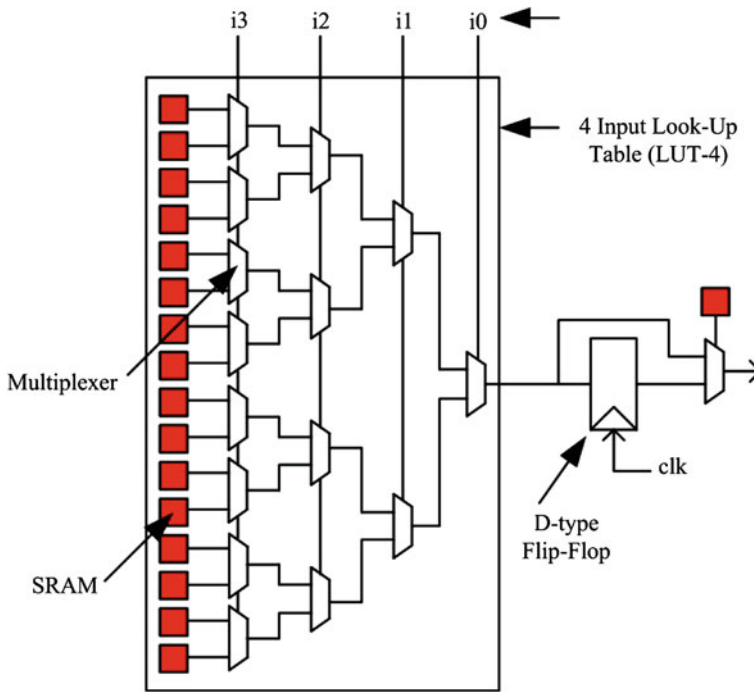 i3 i2 i1 i0
4 Input Look-Up
Table (LUT-4)
Multiplexer
clk
D-type
Flip-Flop
SRAM